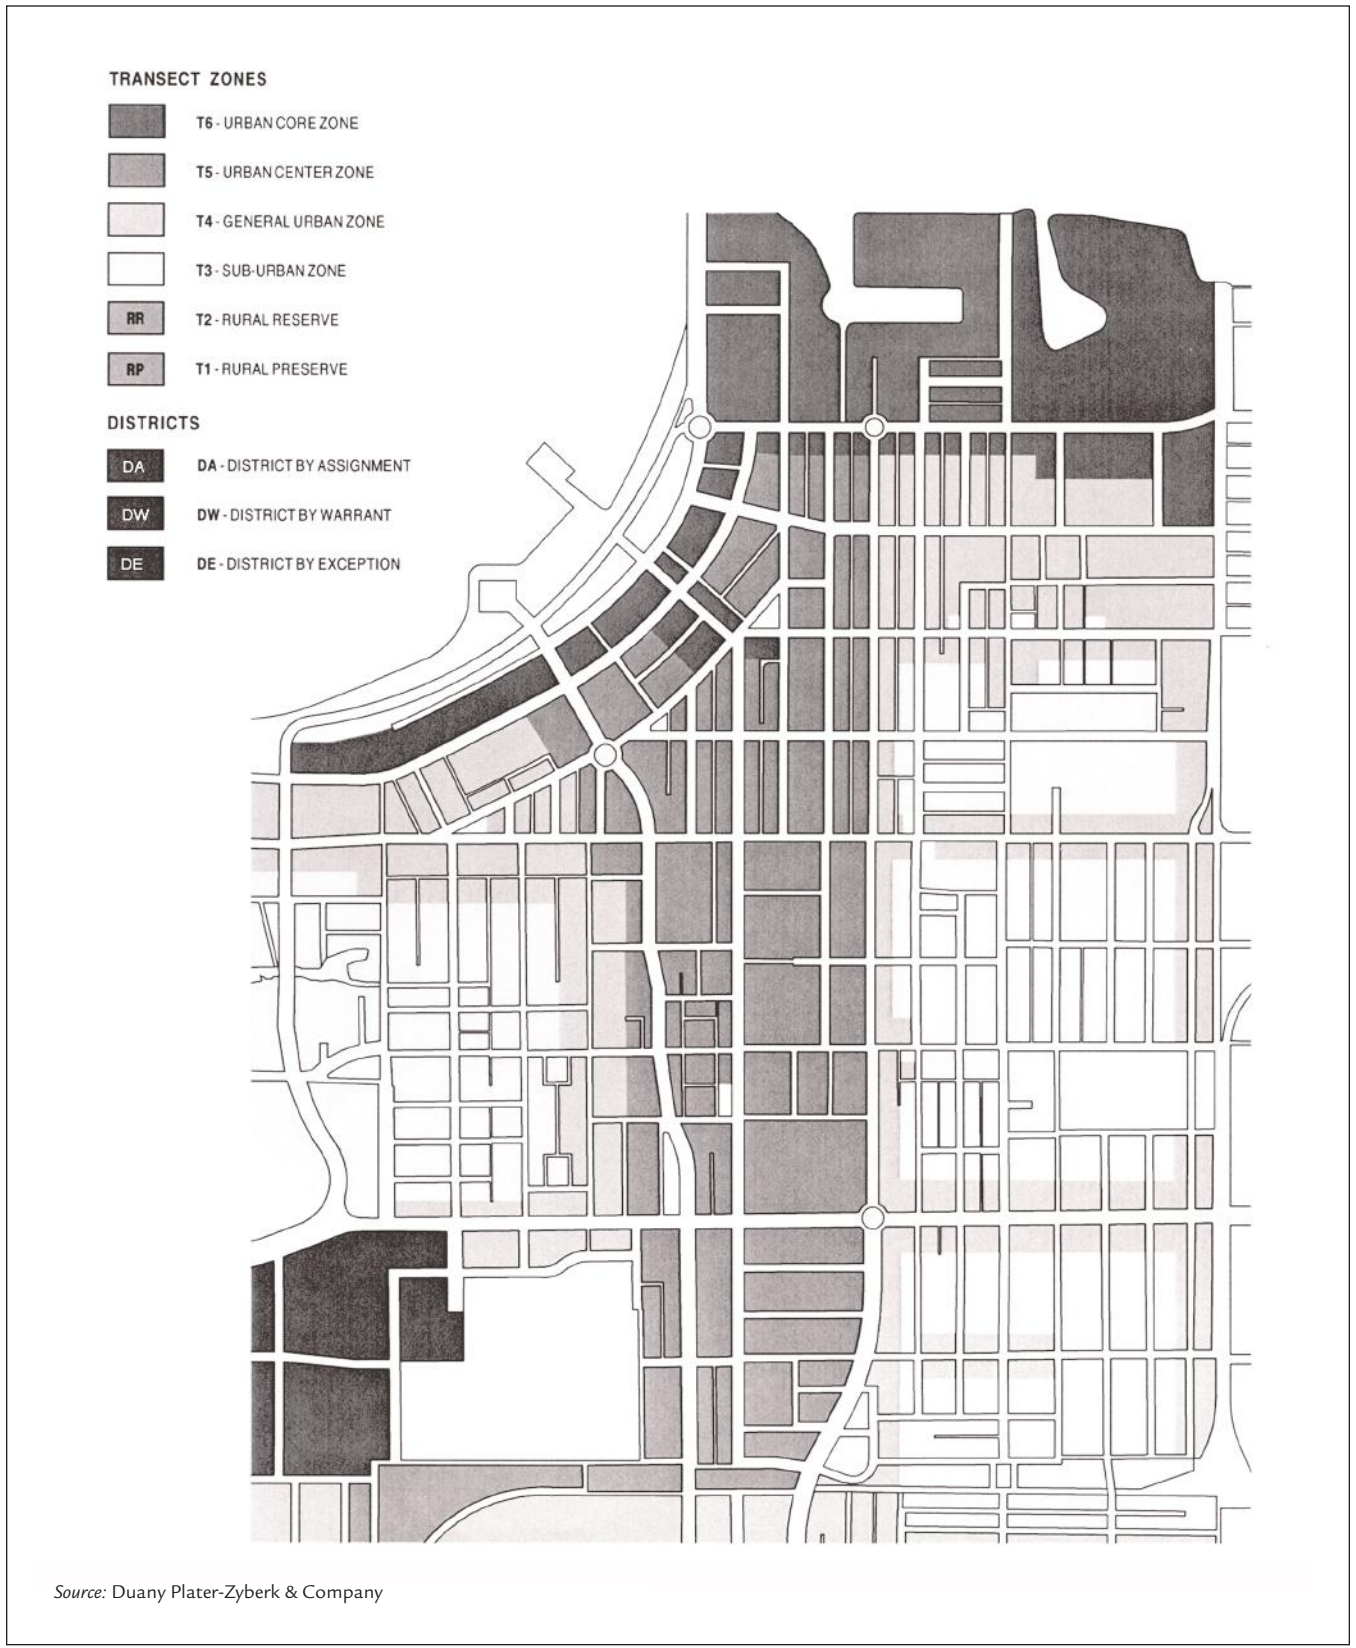 TRANSECT ZONES
T6 - URBAN CORE ZONE
T5 - URBAN CENTER ZONE
T4 - GENERAL URBAN ZONE
T3 - SUB-URBAN ZONE
RR T2 - RURAL RESERVE
RP T1 - RURAL PRESERVE
DISTRICTS
DA DA - DISTRICT BY ASSIGNMENT
DW DW - DISTRICT BY WARRANT
DE DE - DISTRICT BY EXCEPTION
Source: Duany Plater-Zyberk & Company